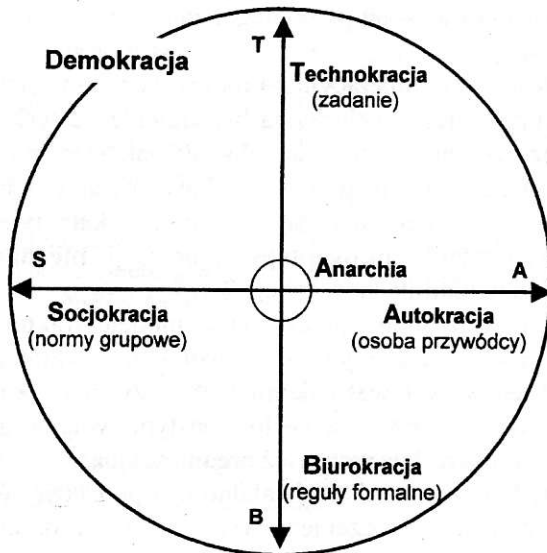 T
Demokracja
Technokracja
(zadanie)
S
Anarchia
A
Socjokracja
(normy grupowe)
Autokracja
(osoba przywódcy)
Biurokracja
(reguły formalne)
B